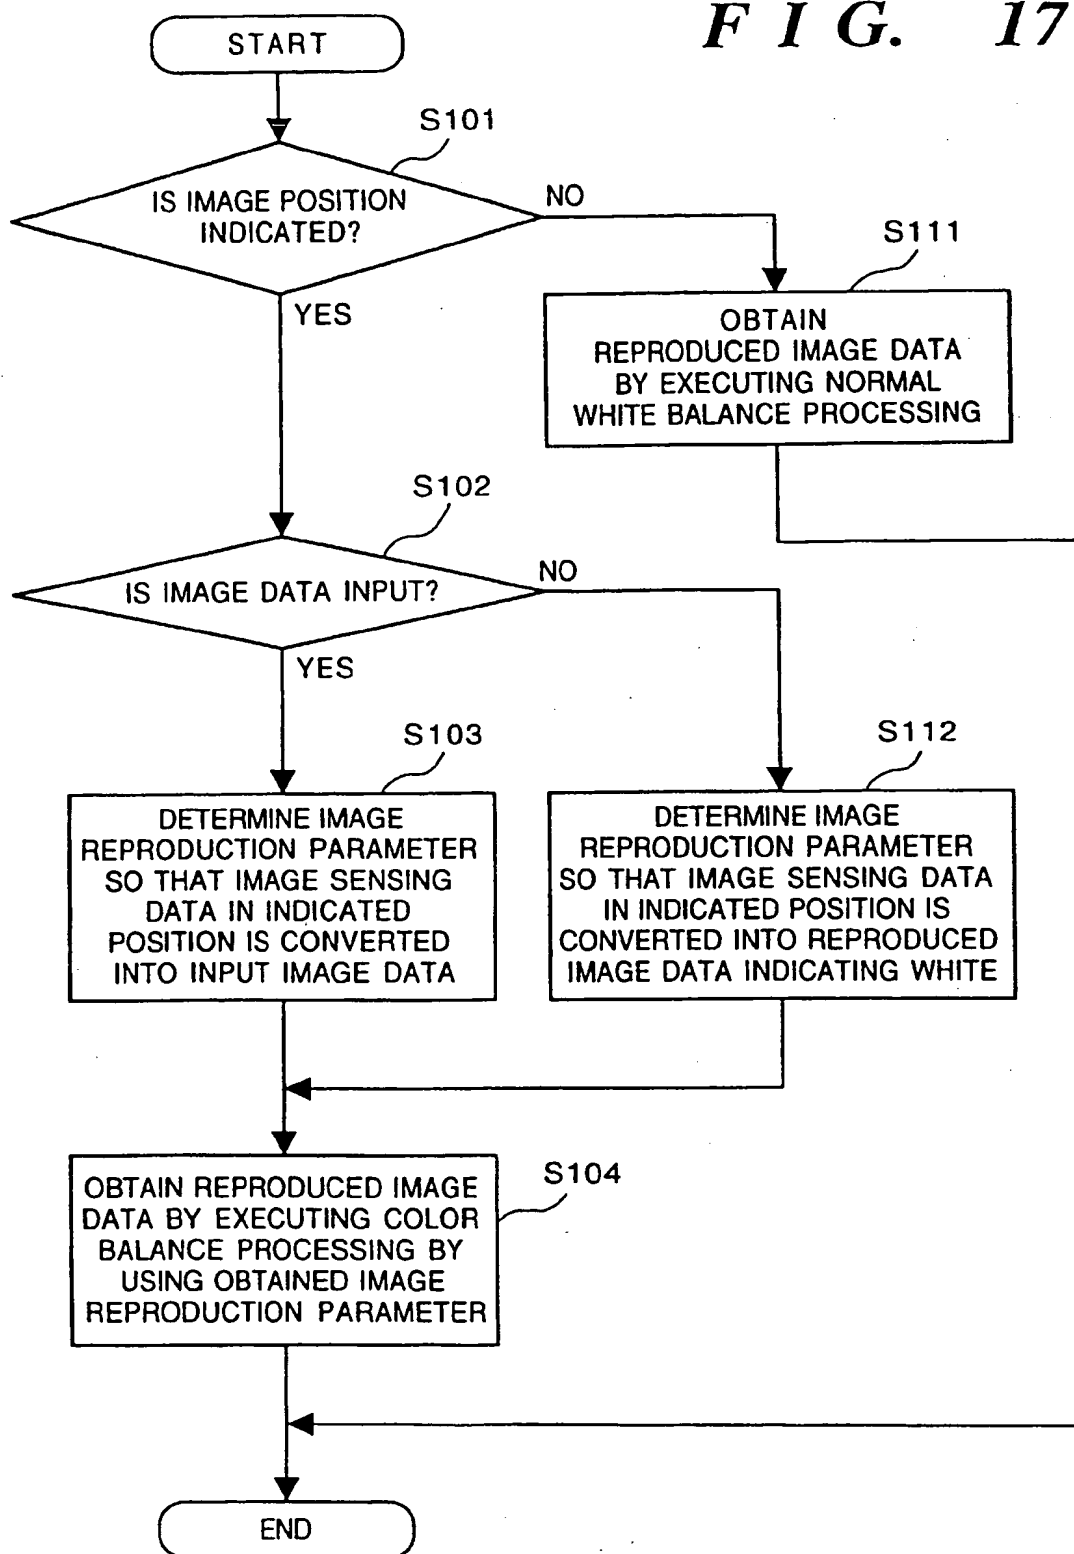 FIG. 17
START
S101
IS IMAGE POSITION
INDICATED?
NO
YES
S111
OBTAIN
REPRODUCED IMAGE DATA
BY EXECUTING NORMAL
WHITE BALANCE PROCESSING
S102
IS IMAGE DATA INPUT?
NO
YES
S103
DETERMINE IMAGE
REPRODUCTION PARAMETER
SO THAT IMAGE SENSING
DATA IN INDICATED
POSITION IS CONVERTED
INTO INPUT IMAGE DATA
S112
DETERMINE IMAGE
REPRODUCTION PARAMETER
SO THAT IMAGE SENSING DATA
IN INDICATED POSITION IS
CONVERTED INTO REPRODUCED
IMAGE DATA INDICATING WHITE
S104
OBTAIN REPRODUCED IMAGE
DATA BY EXECUTING COLOR
BALANCE PROCESSING BY
USING OBTAINED IMAGE
REPRODUCTION PARAMETER
END